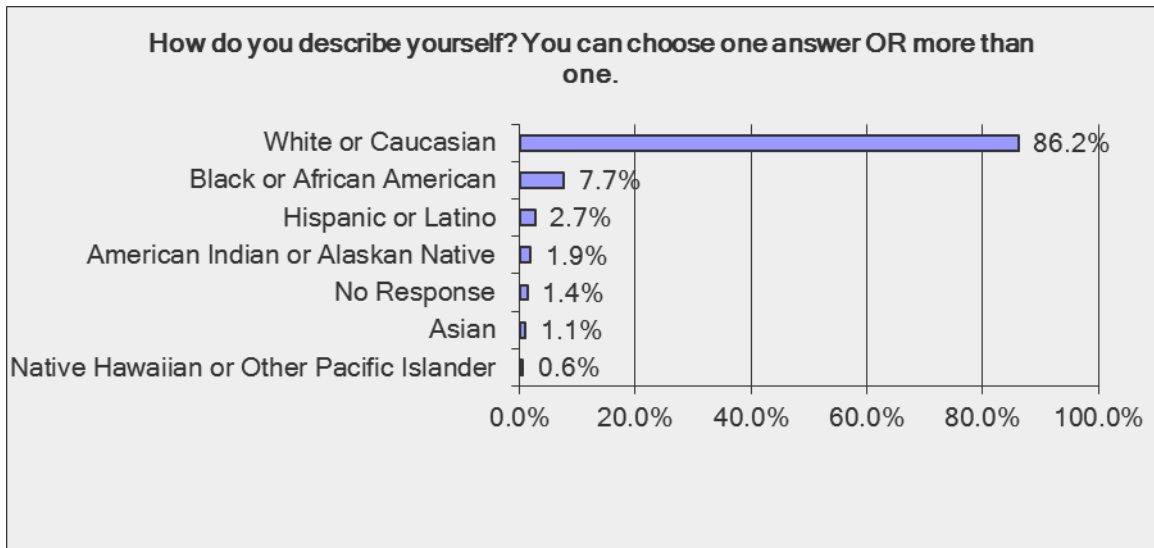 How do you describe yourself? You can choose one answer OR more than
one.
White or Caucasian 86.2%
Black or African American 7.7%
Hispanic or Latino 2.7%
American Indian or Alaskan Native 1.9%
No Response 1.4%
Asian 1.1%
Native Hawaiian or Other Pacific Islander 0.6%
0.0% 20.0% 40.0% 60.0% 80.0% 100.0%